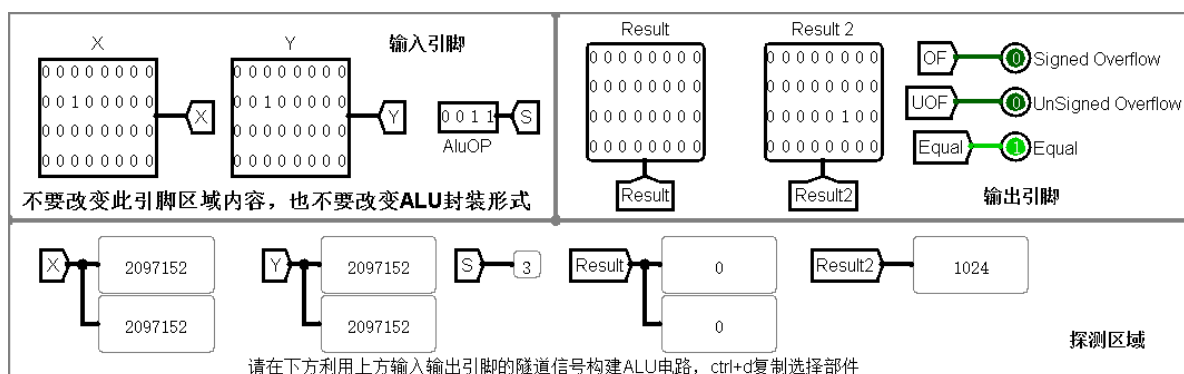 X
Y
输入引脚
0 0 0 0 0 0 0 0
0 0 1 0 0 0 0 0
0 0 0 0 0 0 0 0
0 0 0 0 0 0 0 0
X
0 0 0 0 0 0 0 0
0 0 1 0 0 0 0 0
0 0 0 0 0 0 0 0
0 0 0 0 0 0 0 0
Y
0 0 1 1
S
AluOP
不要改变此引脚区域内容，也不要改变ALU封装形式
Result
Result 2
0 0 0 0 0 0 0 0
0 0 0 0 0 0 0 0
0 0 0 0 0 0 0 0
0 0 0 0 0 0 0 0
Result
0 0 0 0 0 0 0 0
0 0 0 0 0 0 0 0
0 0 0 0 0 1 0 0
0 0 0 0 0 0 0 0
Result2
OF 0 Signed Overflow
UOF 0 UnSigned Overflow
Equal 1 Equal
输出引脚
X 2097152
2097152
Y 2097152
2097152
S 3
Result 0
0
Result2 1024
探测区域
请在下方利用上方输入输出引脚的隧道信号构建ALU电路，ctrl+d复制选择部件